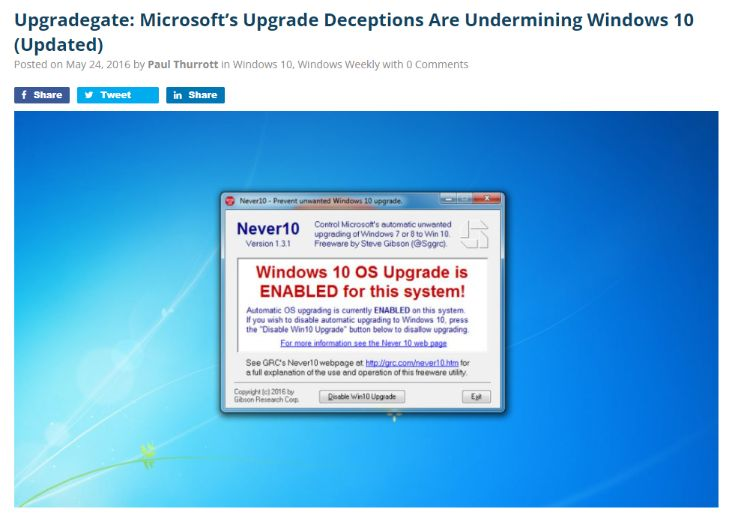 Upgradegate: Microsoft’s Upgrade Deceptions Are Undermining Windows 10
(Updated)
Posted on May 24, 2016 by Paul Thurrott in Windows 10, Windows Weekly with 0 Comments
f Share
Tweet
in Share
Never10 - Prevent unwanted Windows 10 upgrade.
Never10
Version 1.3.1
Control Microsoft's automatic unwanted
upgrading of Windows 7 or 8 to Win 10.
Freeware by Steve Gibson (@Sggrc).
Windows 10 OS Upgrade is
ENABLED for this system!
Automatic OS upgrading is currently ENABLED on this system.
If you wish to disable automatic upgrading to Windows 10, press
the "Disable Win10 Upgrade" button below to disallow upgrading.
For more information see the Never 10 web page
See GRC's Never10 webpage at http://grc.com/never10.htm for
a full explanation of the use and operation of this freeware utility.
Copyright (c) 2016 by
Gibson Research Corp.
Disable Win10 Upgrade
Exit